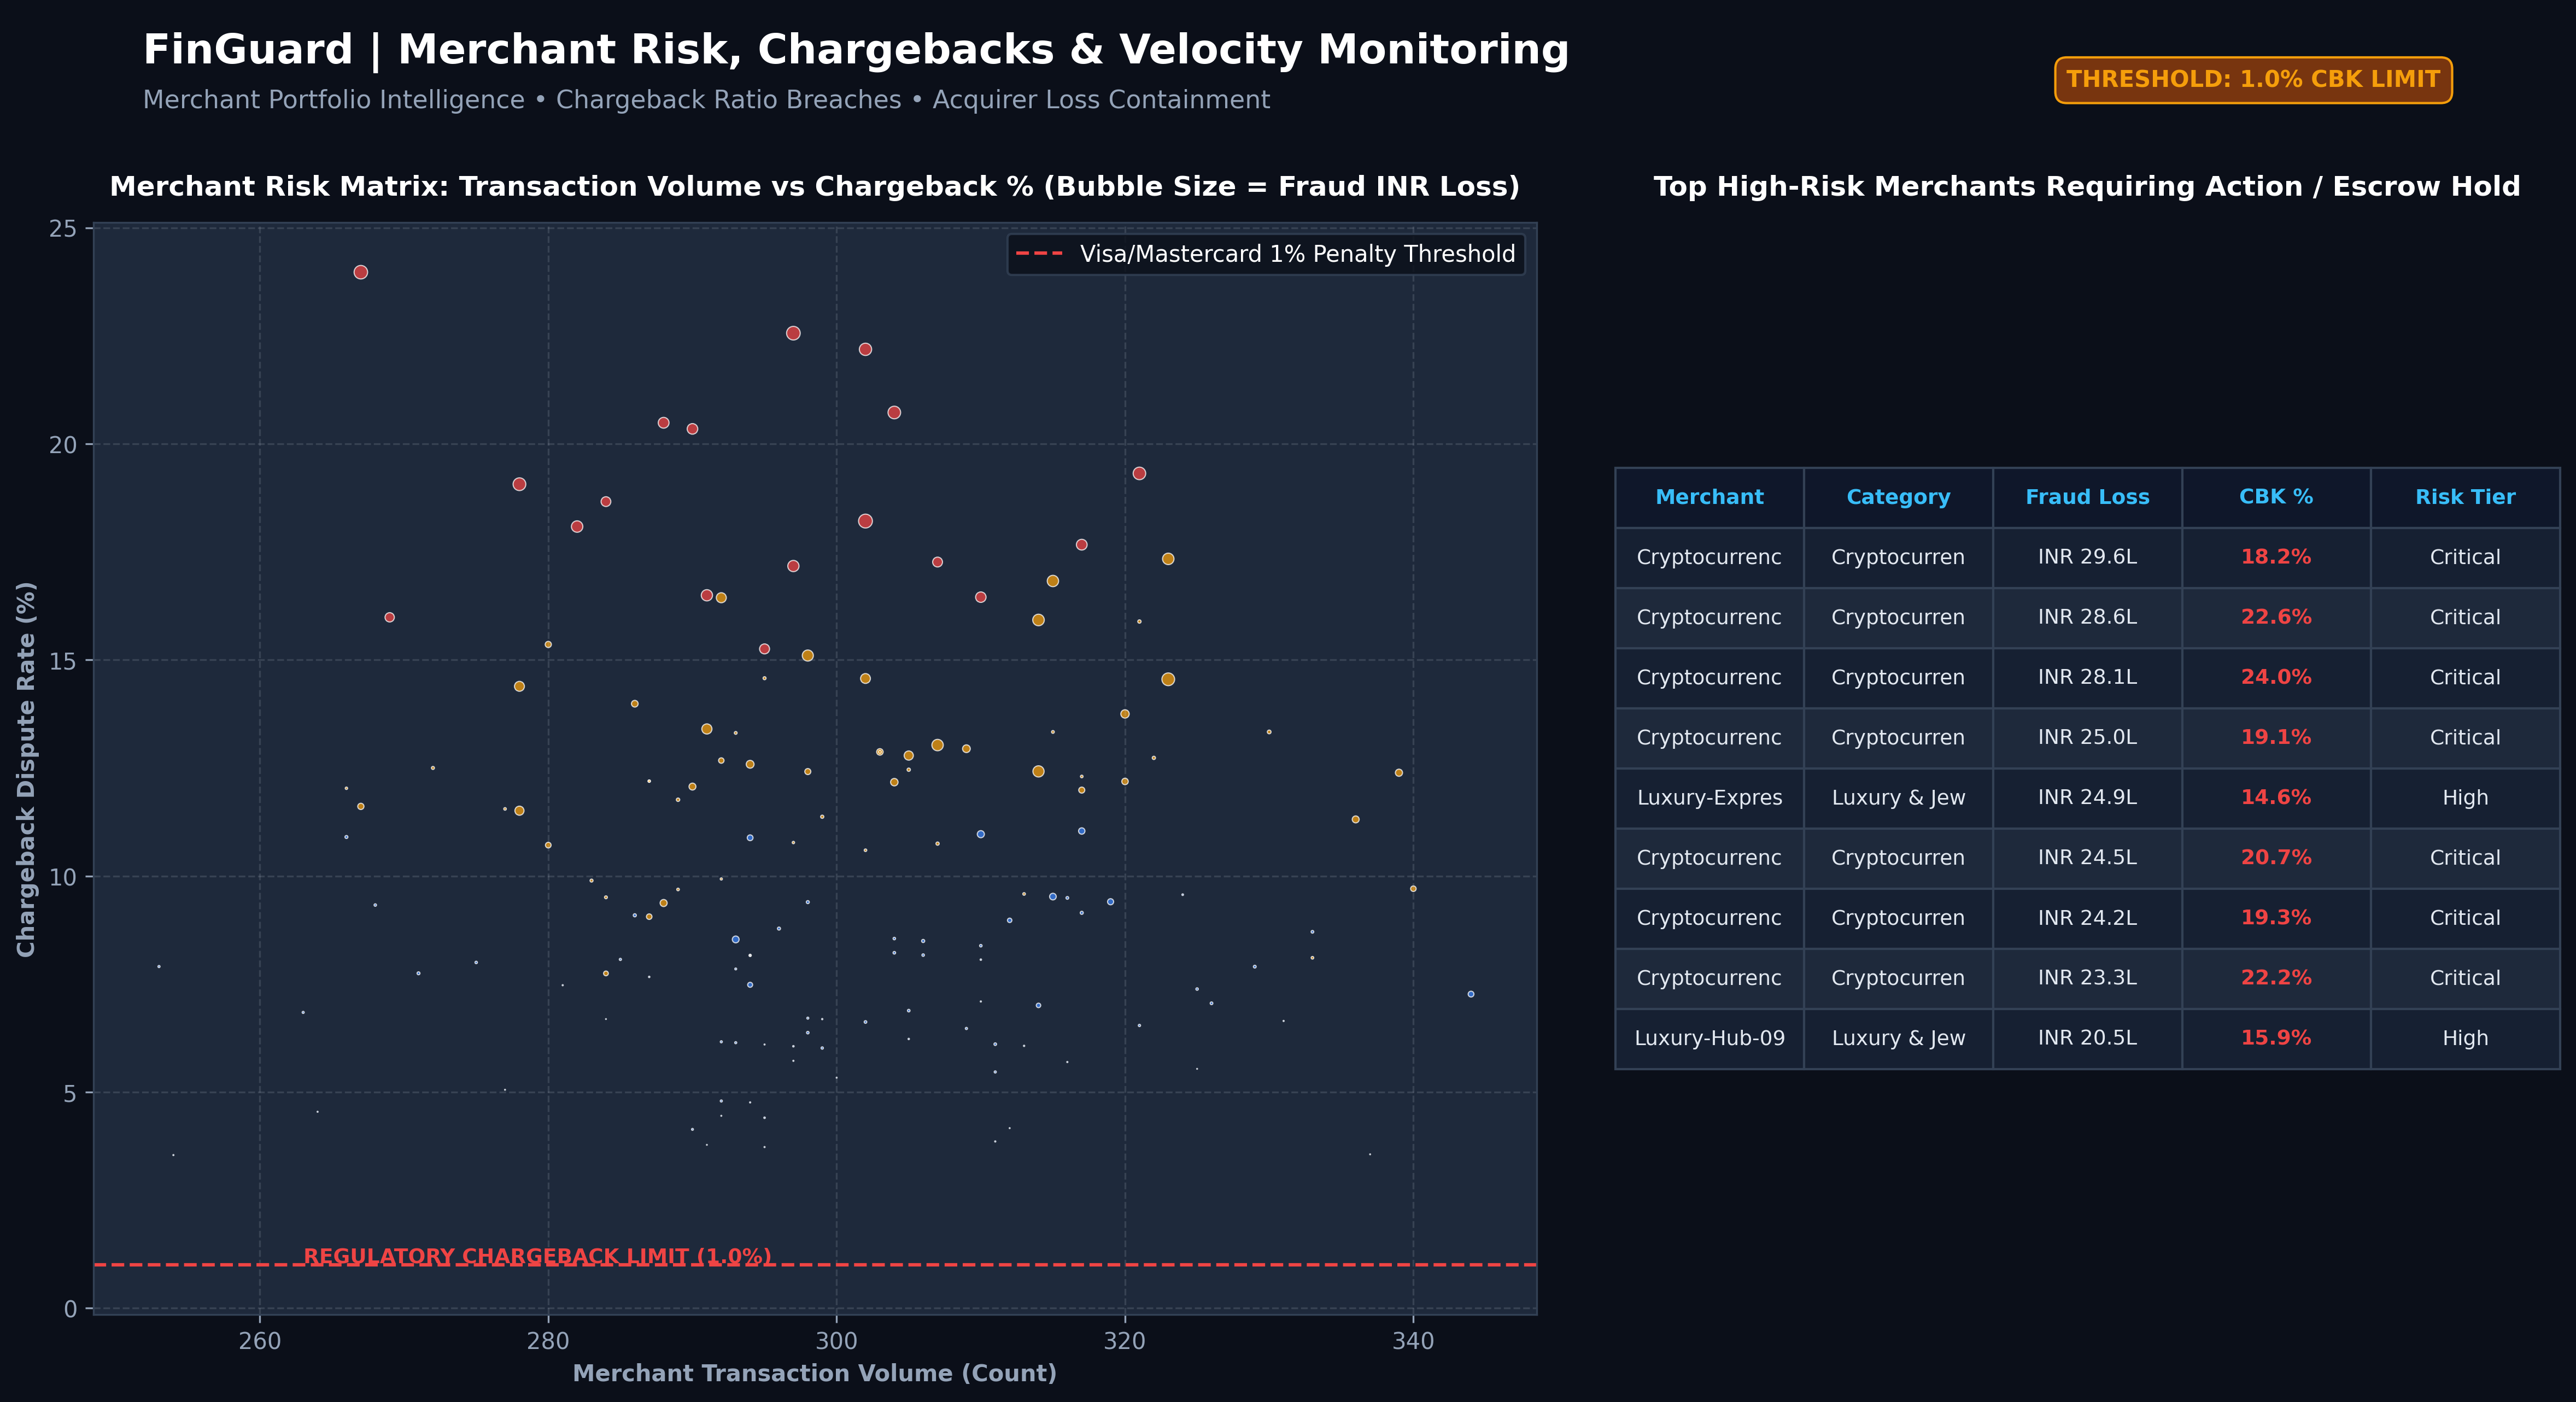 FinGuard | Merchant Risk, Chargebacks & Velocity Monitoring
Merchant Portfolio Intelligence • Chargeback Ratio Breaches • Acquirer Loss Containment
THRESHOLD: 1.0% CBK LIMIT
Merchant Risk Matrix: Transaction Volume vs Chargeback % (Bubble Size = Fraud INR Loss)
Visa/Mastercard 1% Penalty Threshold
25
20
15
10
5
0
Chargeback Dispute Rate (%)
REGULATORY CHARGEBACK LIMIT (1.0%)
260 280 300 320 340
Merchant Transaction Volume (Count)
Top High-Risk Merchants Requiring Action / Escrow Hold
Merchant Category Fraud Loss CBK % Risk Tier
Cryptocurrenc Cryptocurren INR 29.6L 18.2% Critical
Cryptocurrenc Cryptocurren INR 28.6L 22.6% Critical
Cryptocurrenc Cryptocurren INR 28.1L 24.0% Critical
Cryptocurrenc Cryptocurren INR 25.0L 19.1% Critical
Luxury-Expres Luxury & Jew INR 24.9L 14.6% High
Cryptocurrenc Cryptocurren INR 24.5L 20.7% Critical
Cryptocurrenc Cryptocurren INR 24.2L 19.3% Critical
Cryptocurrenc Cryptocurren INR 23.3L 22.2% Critical
Luxury-Hub-09 Luxury & Jew INR 20.5L 15.9% High